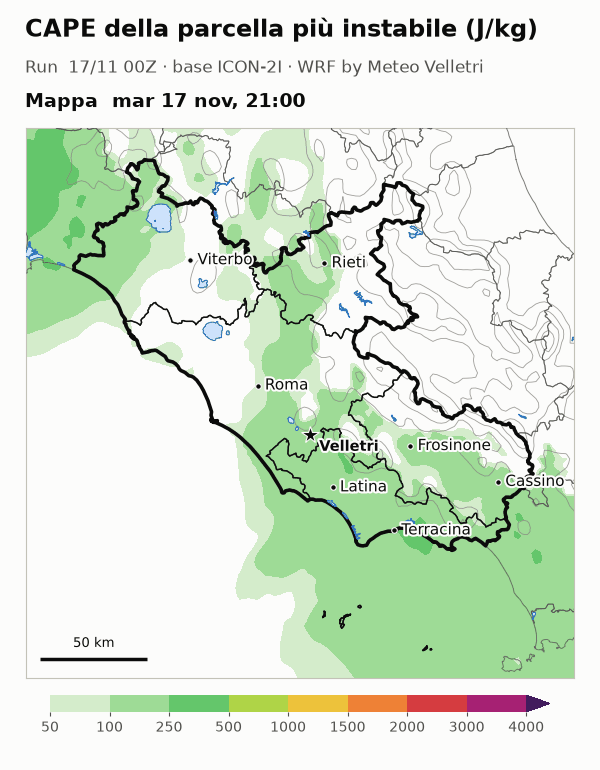 CAPE della parcella più instabile (J/kg)
Run  17/11 00Z · base ICON-2I · WRF by Meteo Velletri
Mappa  mar 17 nov, 21:00
Viterbo
Rieti
Roma
Velletri
Frosinone
Cassino
Latina
Terracina
50 km
50 100 250 500 1000 1500 2000 3000 4000